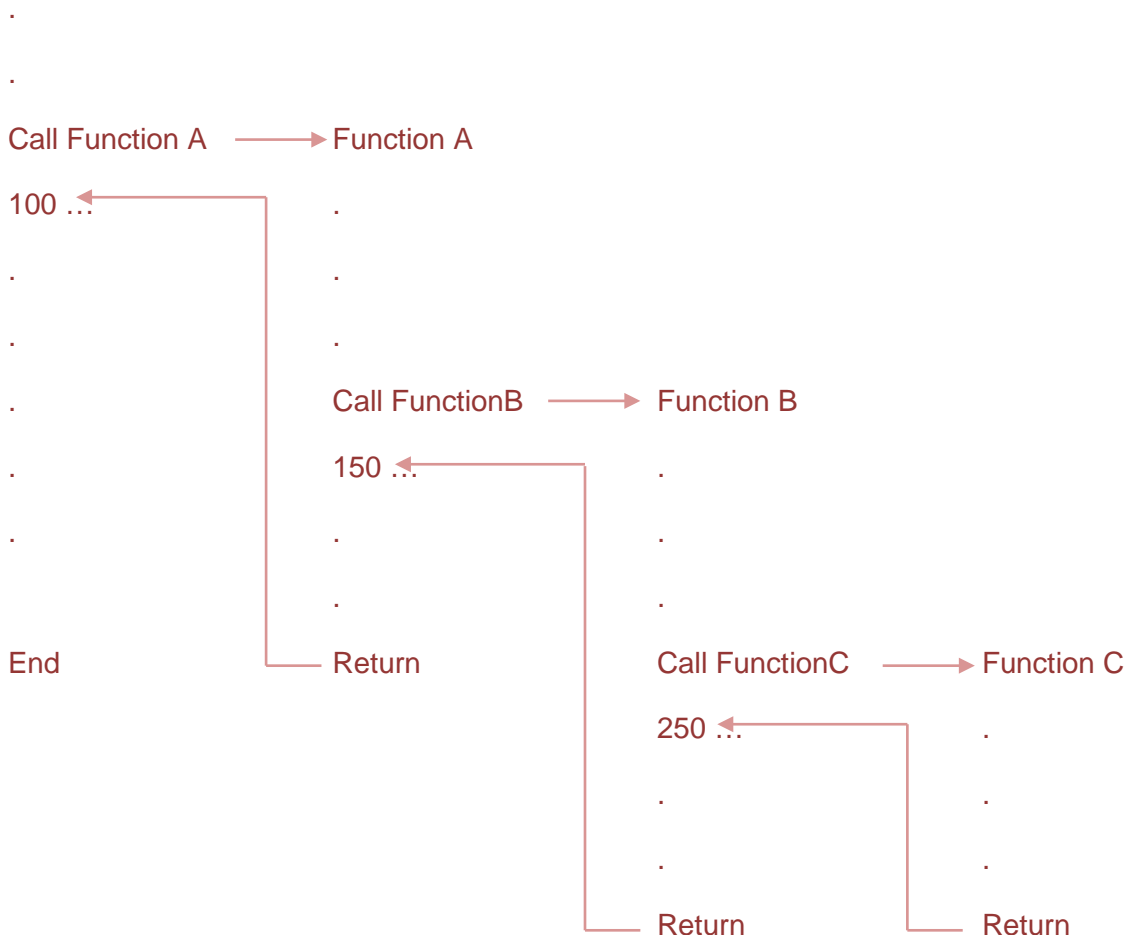 .
.
Call Function A Function A
100 … .
. .
. .
. Call FunctionB Function B
. 150 … .
. . .
. .
End Return Call FunctionC Function C
250 … .
. .
. .
Return Return